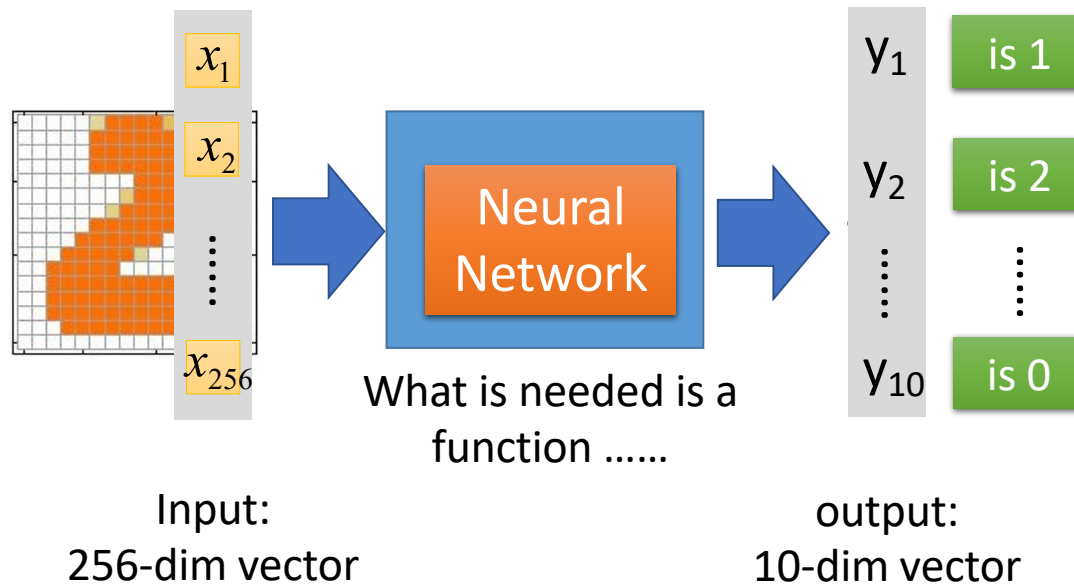 x₁
x₂
......
x₂₅₆
Neural
Network
y₁
is 1
y₂
is 2
......
......
y₁₀
is 0
What is needed is a
function ......
Input:
256-dim vector
output:
10-dim vector